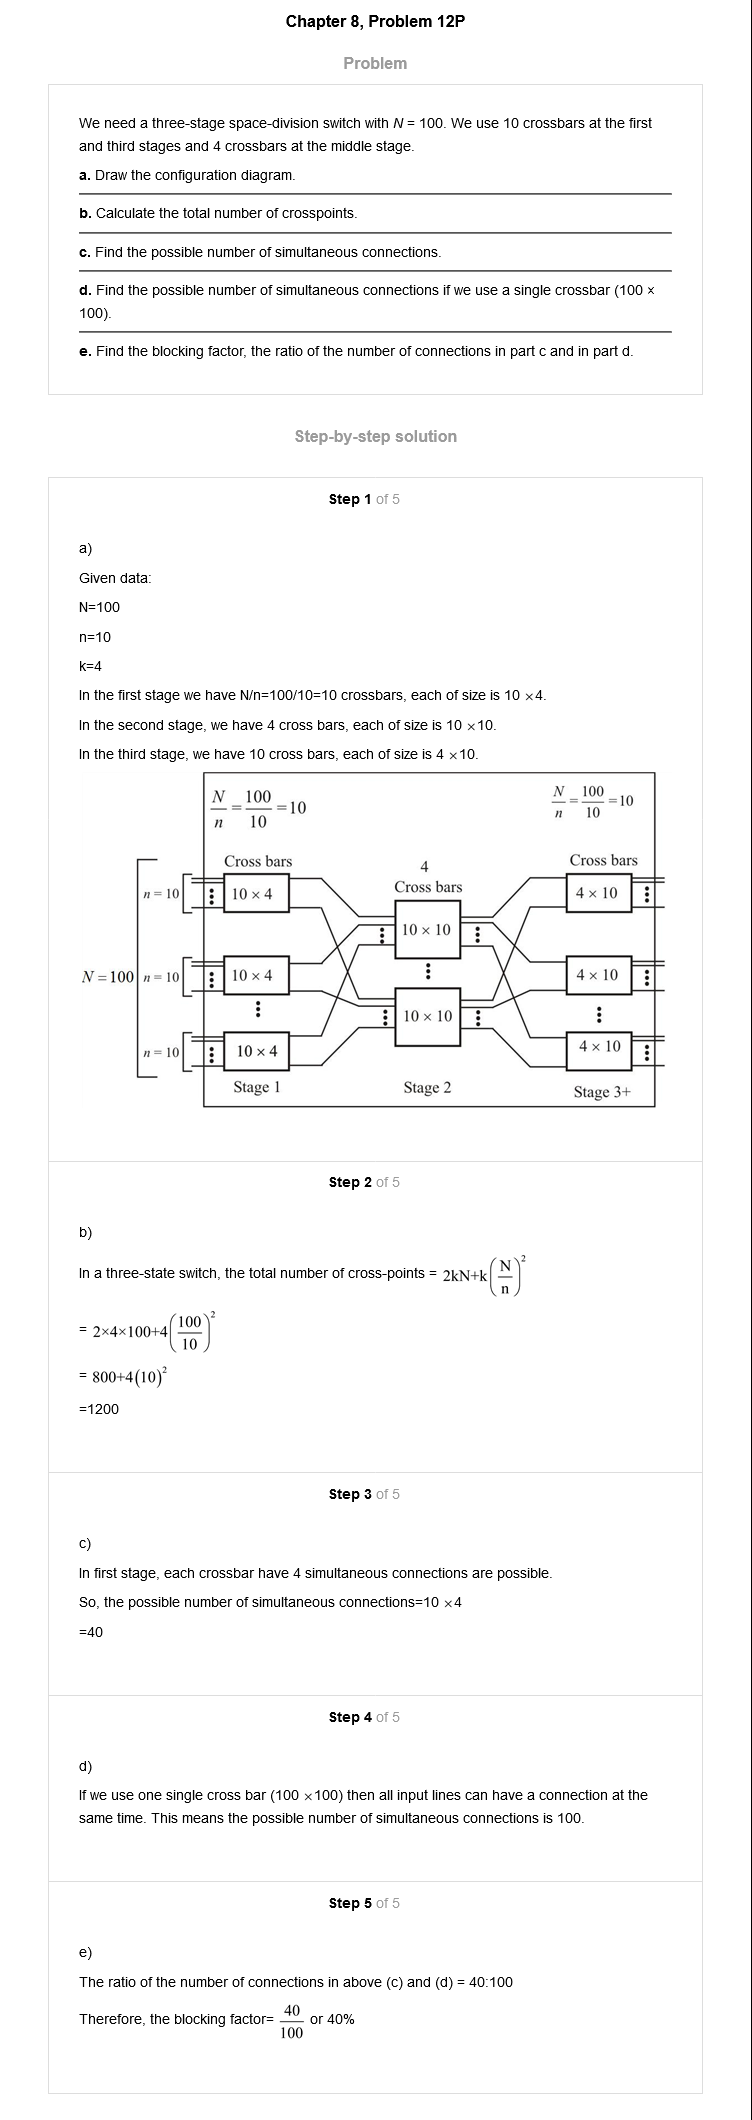 Chapter 8, Problem 12P
Problem
We need a three-stage space-division switch with N = 100. We use 10 crossbars at the first
and third stages and 4 crossbars at the middle stage.
a. Draw the configuration diagram.
b. Calculate the total number of crosspoints.
c. Find the possible number of simultaneous connections.
d. Find the possible number of simultaneous connections if we use a single crossbar (100 ×
100).
e. Find the blocking factor, the ratio of the number of connections in part c and in part d.
Step-by-step solution
Step 1 of 5
a)
Given data:
N=100
n=10
k=4
In the first stage we have N/n=100/10=10 crossbars, each of size is 10 ×4.
In the second stage, we have 4 cross bars, each of size is 10 ×10.
In the third stage, we have 10 cross bars, each of size is 4 ×10.
N/n = 100/10 = 10
N/n = 100/10 = 10
Cross bars
4
Cross bars
Cross bars
n = 10
10 × 4
10 × 10
4 × 10
N = 100
n = 10
10 × 4
4 × 10
10 × 10
n = 10
10 × 4
4 × 10
Stage 1
Stage 2
Stage 3+
Step 2 of 5
b)
In a three-state switch, the total number of cross-points = 2kN+k(N/n)²
= 2×4×100+4(100/10)²
= 800+4(10)²
=1200
Step 3 of 5
c)
In first stage, each crossbar have 4 simultaneous connections are possible.
So, the possible number of simultaneous connections=10 ×4
=40
Step 4 of 5
d)
If we use one single cross bar (100 ×100) then all input lines can have a connection at the
same time. This means the possible number of simultaneous connections is 100.
Step 5 of 5
e)
The ratio of the number of connections in above (c) and (d) = 40:100
Therefore, the blocking factor= 40/100 or 40%